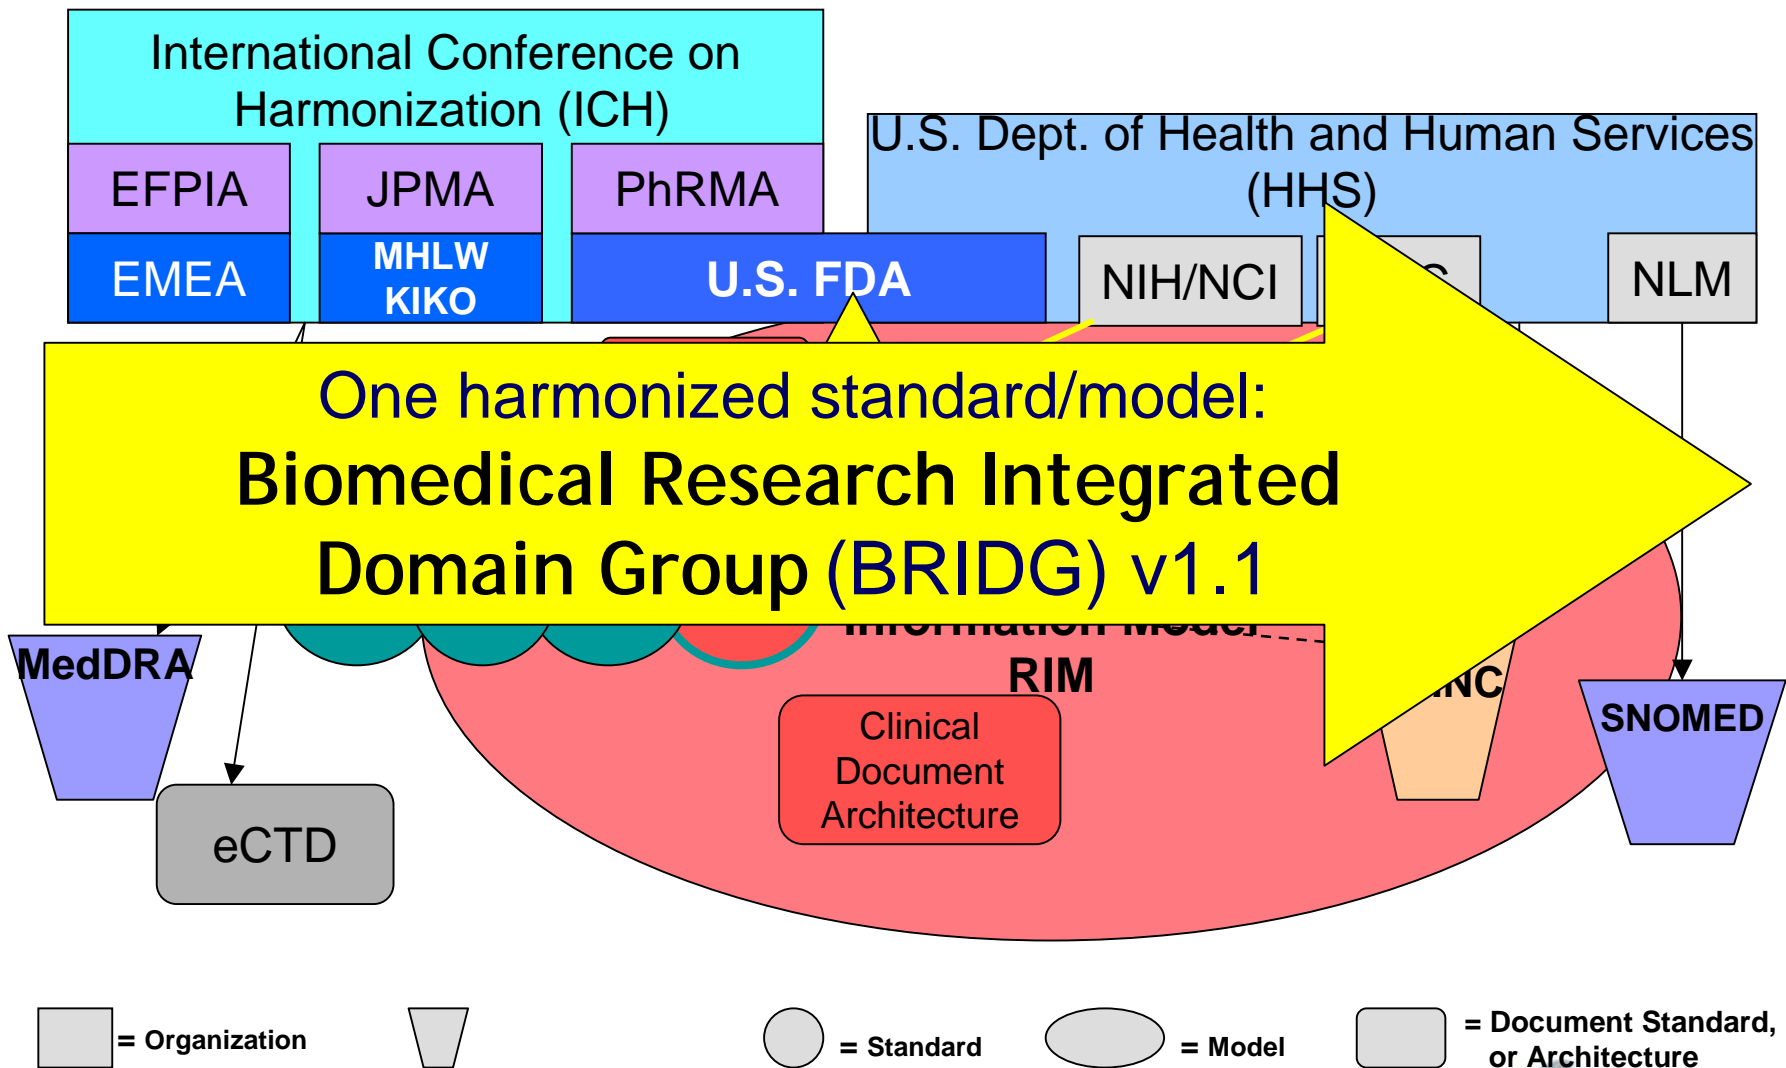 International Conference on
Harmonization (ICH)
U.S. Dept. of Health and Human Services
(HHS)
EFPIA
JPMA
PhRMA
EMEA
MHLW
KIKO
U.S. FDA
NIH/NCI
NLM
One harmonized standard/model:
Biomedical Research Integrated
Domain Group (BRIDG) v1.1
Information Model
RIM
MedDRA
SNOMED
Clinical
Document
Architecture
eCTD
= Organization
= Standard
= Model
= Document Standard,
or Architecture